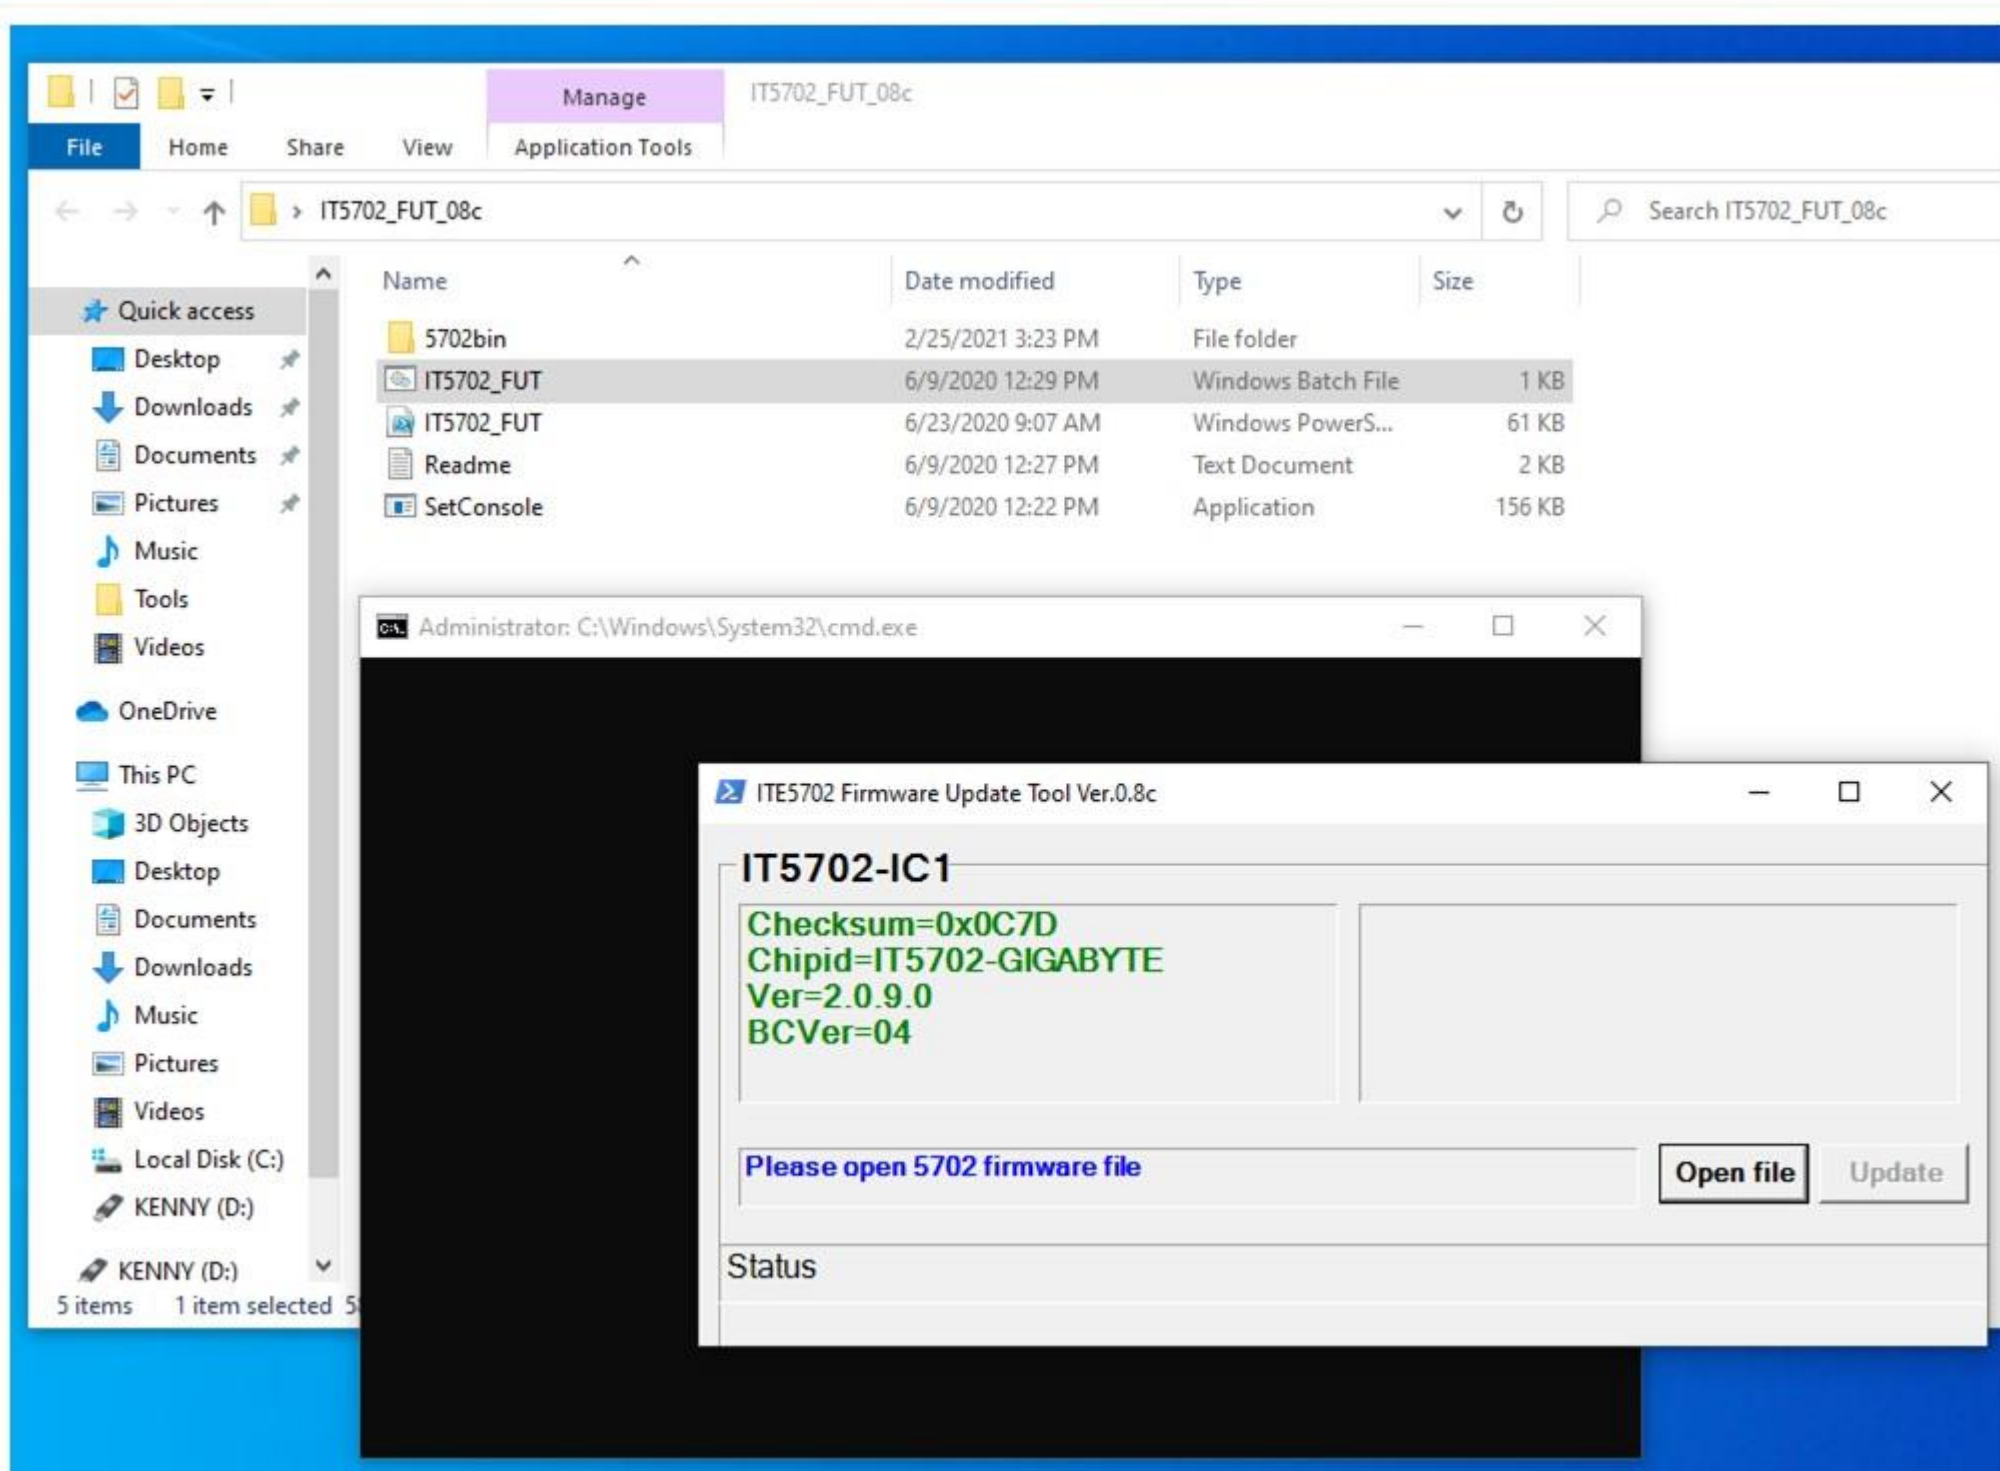 Manage
IT5702_FUT_08c
File
Home
Share
View
Application Tools
IT5702_FUT_08c
Search IT5702_FUT_08c
Name
Date modified
Type
Size
5702bin 2/25/2021 3:23 PM File folder
IT5702_FUT 6/9/2020 12:29 PM Windows Batch File 1 KB
IT5702_FUT 6/23/2020 9:07 AM Windows PowerS... 61 KB
Readme 6/9/2020 12:27 PM Text Document 2 KB
SetConsole 6/9/2020 12:22 PM Application 156 KB
Quick access
Desktop
Downloads
Documents
Pictures
Music
Tools
Videos
OneDrive
This PC
3D Objects
Desktop
Documents
Downloads
Music
Pictures
Videos
Local Disk (C:)
KENNY (D:)
KENNY (D:)
5 items 1 item selected
Administrator: C:\Windows\System32\cmd.exe
ITE5702 Firmware Update Tool Ver.0.8c
IT5702-IC1
Checksum=0x0C7D
Chipid=IT5702-GIGABYTE
Ver=2.0.9.0
BCVer=04
Please open 5702 firmware file
Open file
Update
Status